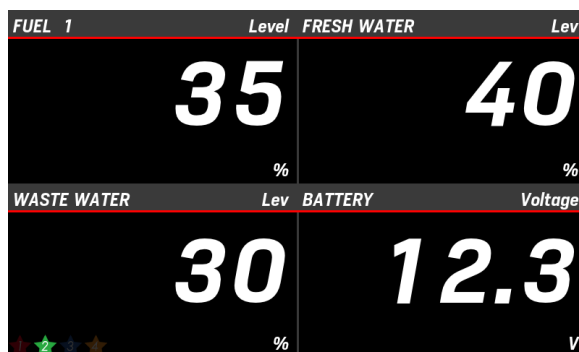 FUEL 1 Level
FRESH WATER Lev
35
%
40
%
WASTE WATER Lev
BATTERY Voltage
30
%
12.3
V
1 2 3